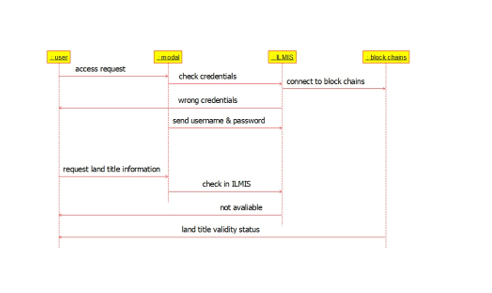 : user
: modal
: ILMIS
: block chains
access request
check credentials
connect to block chains
wrong credentials
send username & password
request land title information
check in ILMIS
not avaliable
land title validity status